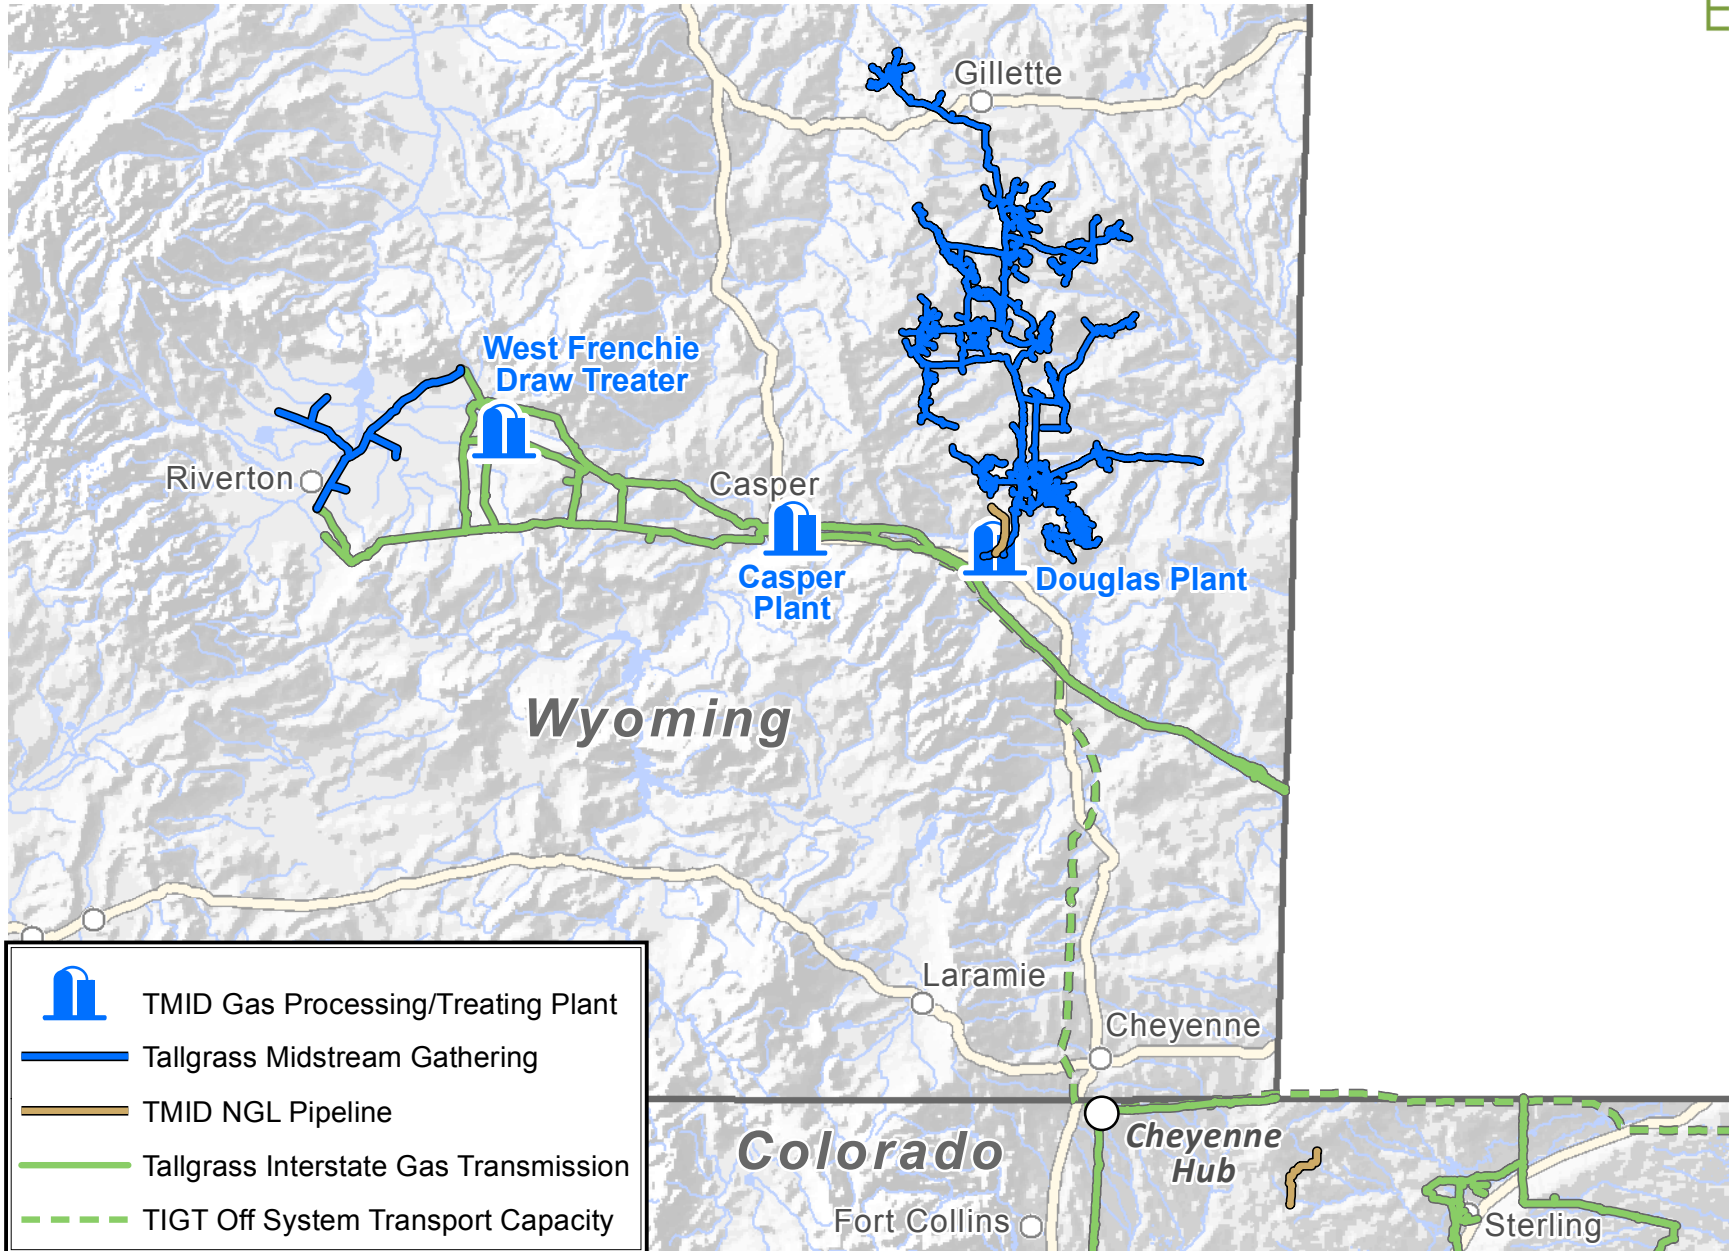 Gillette
West Frenchie
Draw Treater
Riverton
Casper
Casper
Plant
Douglas Plant
Wyoming
Laramie
Cheyenne
TMID Gas Processing/Treating Plant
Tallgrass Midstream Gathering
TMID NGL Pipeline
Tallgrass Interstate Gas Transmission
TIGT Off System Transport Capacity
Colorado
Cheyenne
Hub
Fort Collins
Sterling